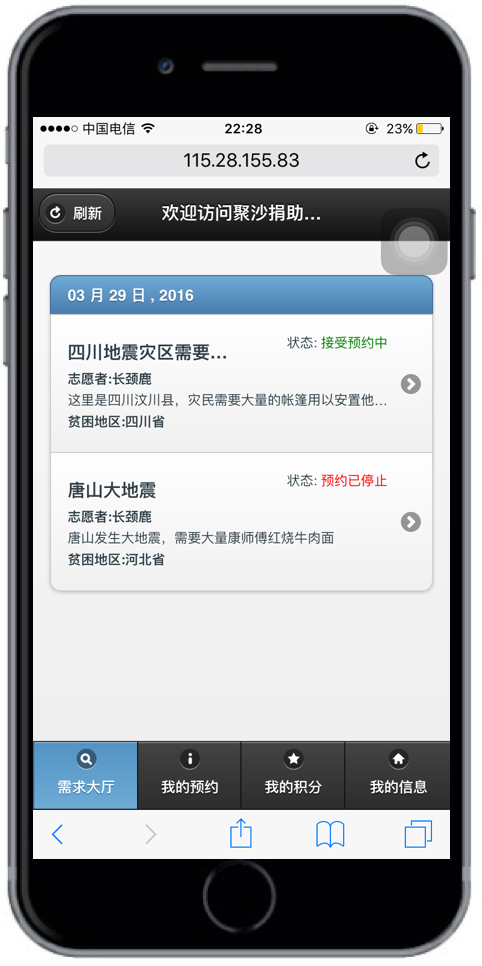 中国电信 22:28 23%
115.28.155.83
刷新 欢迎访问聚沙捐助...
03 月 29 日 , 2016
状态: 接受预约中
四川地震灾区需要...
志愿者:长颈鹿
这里是四川汶川县，灾民需要大量的帐篷用以安置他...
贫困地区:四川省
状态: 预约已停止
唐山大地震
志愿者:长颈鹿
唐山发生大地震，需要大量康师傅红烧牛肉面
贫困地区:河北省
需求大厅 我的预约 我的积分 我的信息